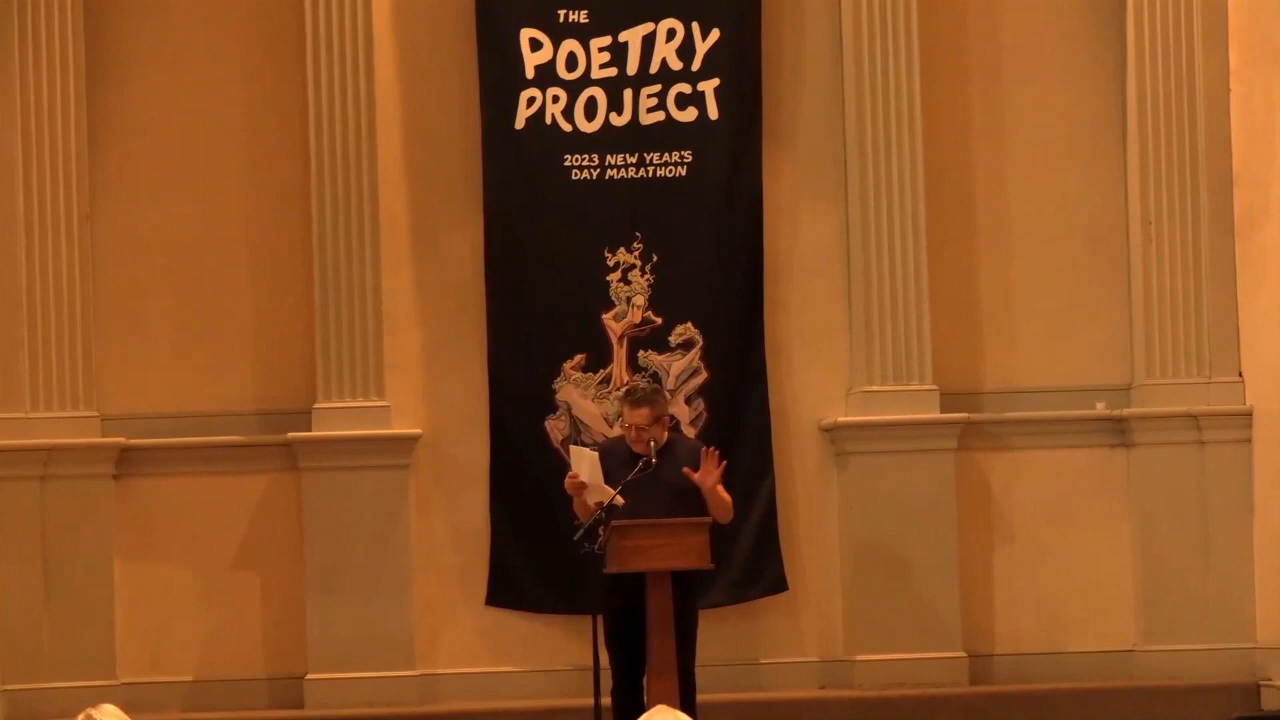 THE
POETRY
PROJECT
2023 NEW YEAR'S
DAY MARATHON